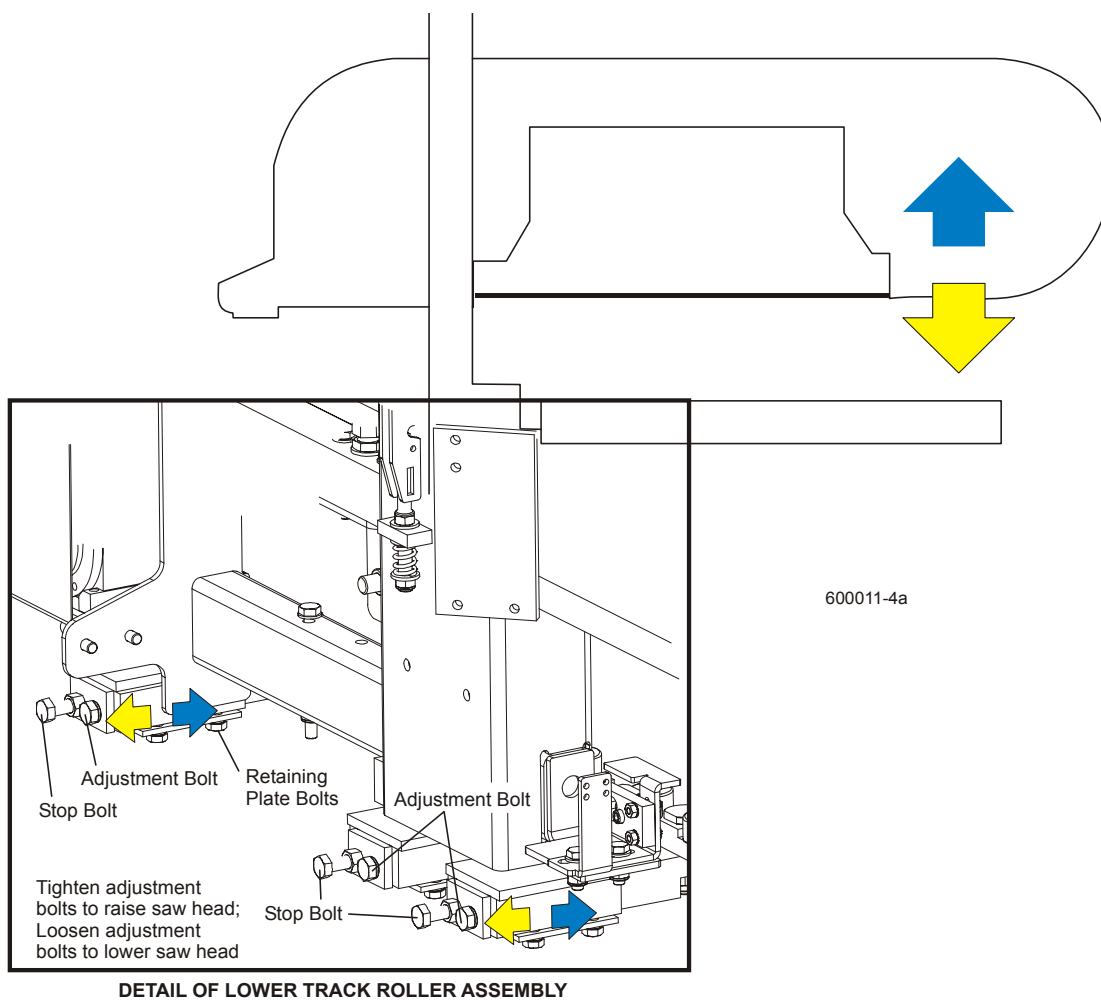 600011-4a
Adjustment Bolt
Stop Bolt
Retaining
Plate Bolts
Adjustment Bolt
Stop Bolt
Tighten adjustment
bolts to raise saw head;
Loosen adjustment
bolts to lower saw head
DETAIL OF LOWER TRACK ROLLER ASSEMBLY